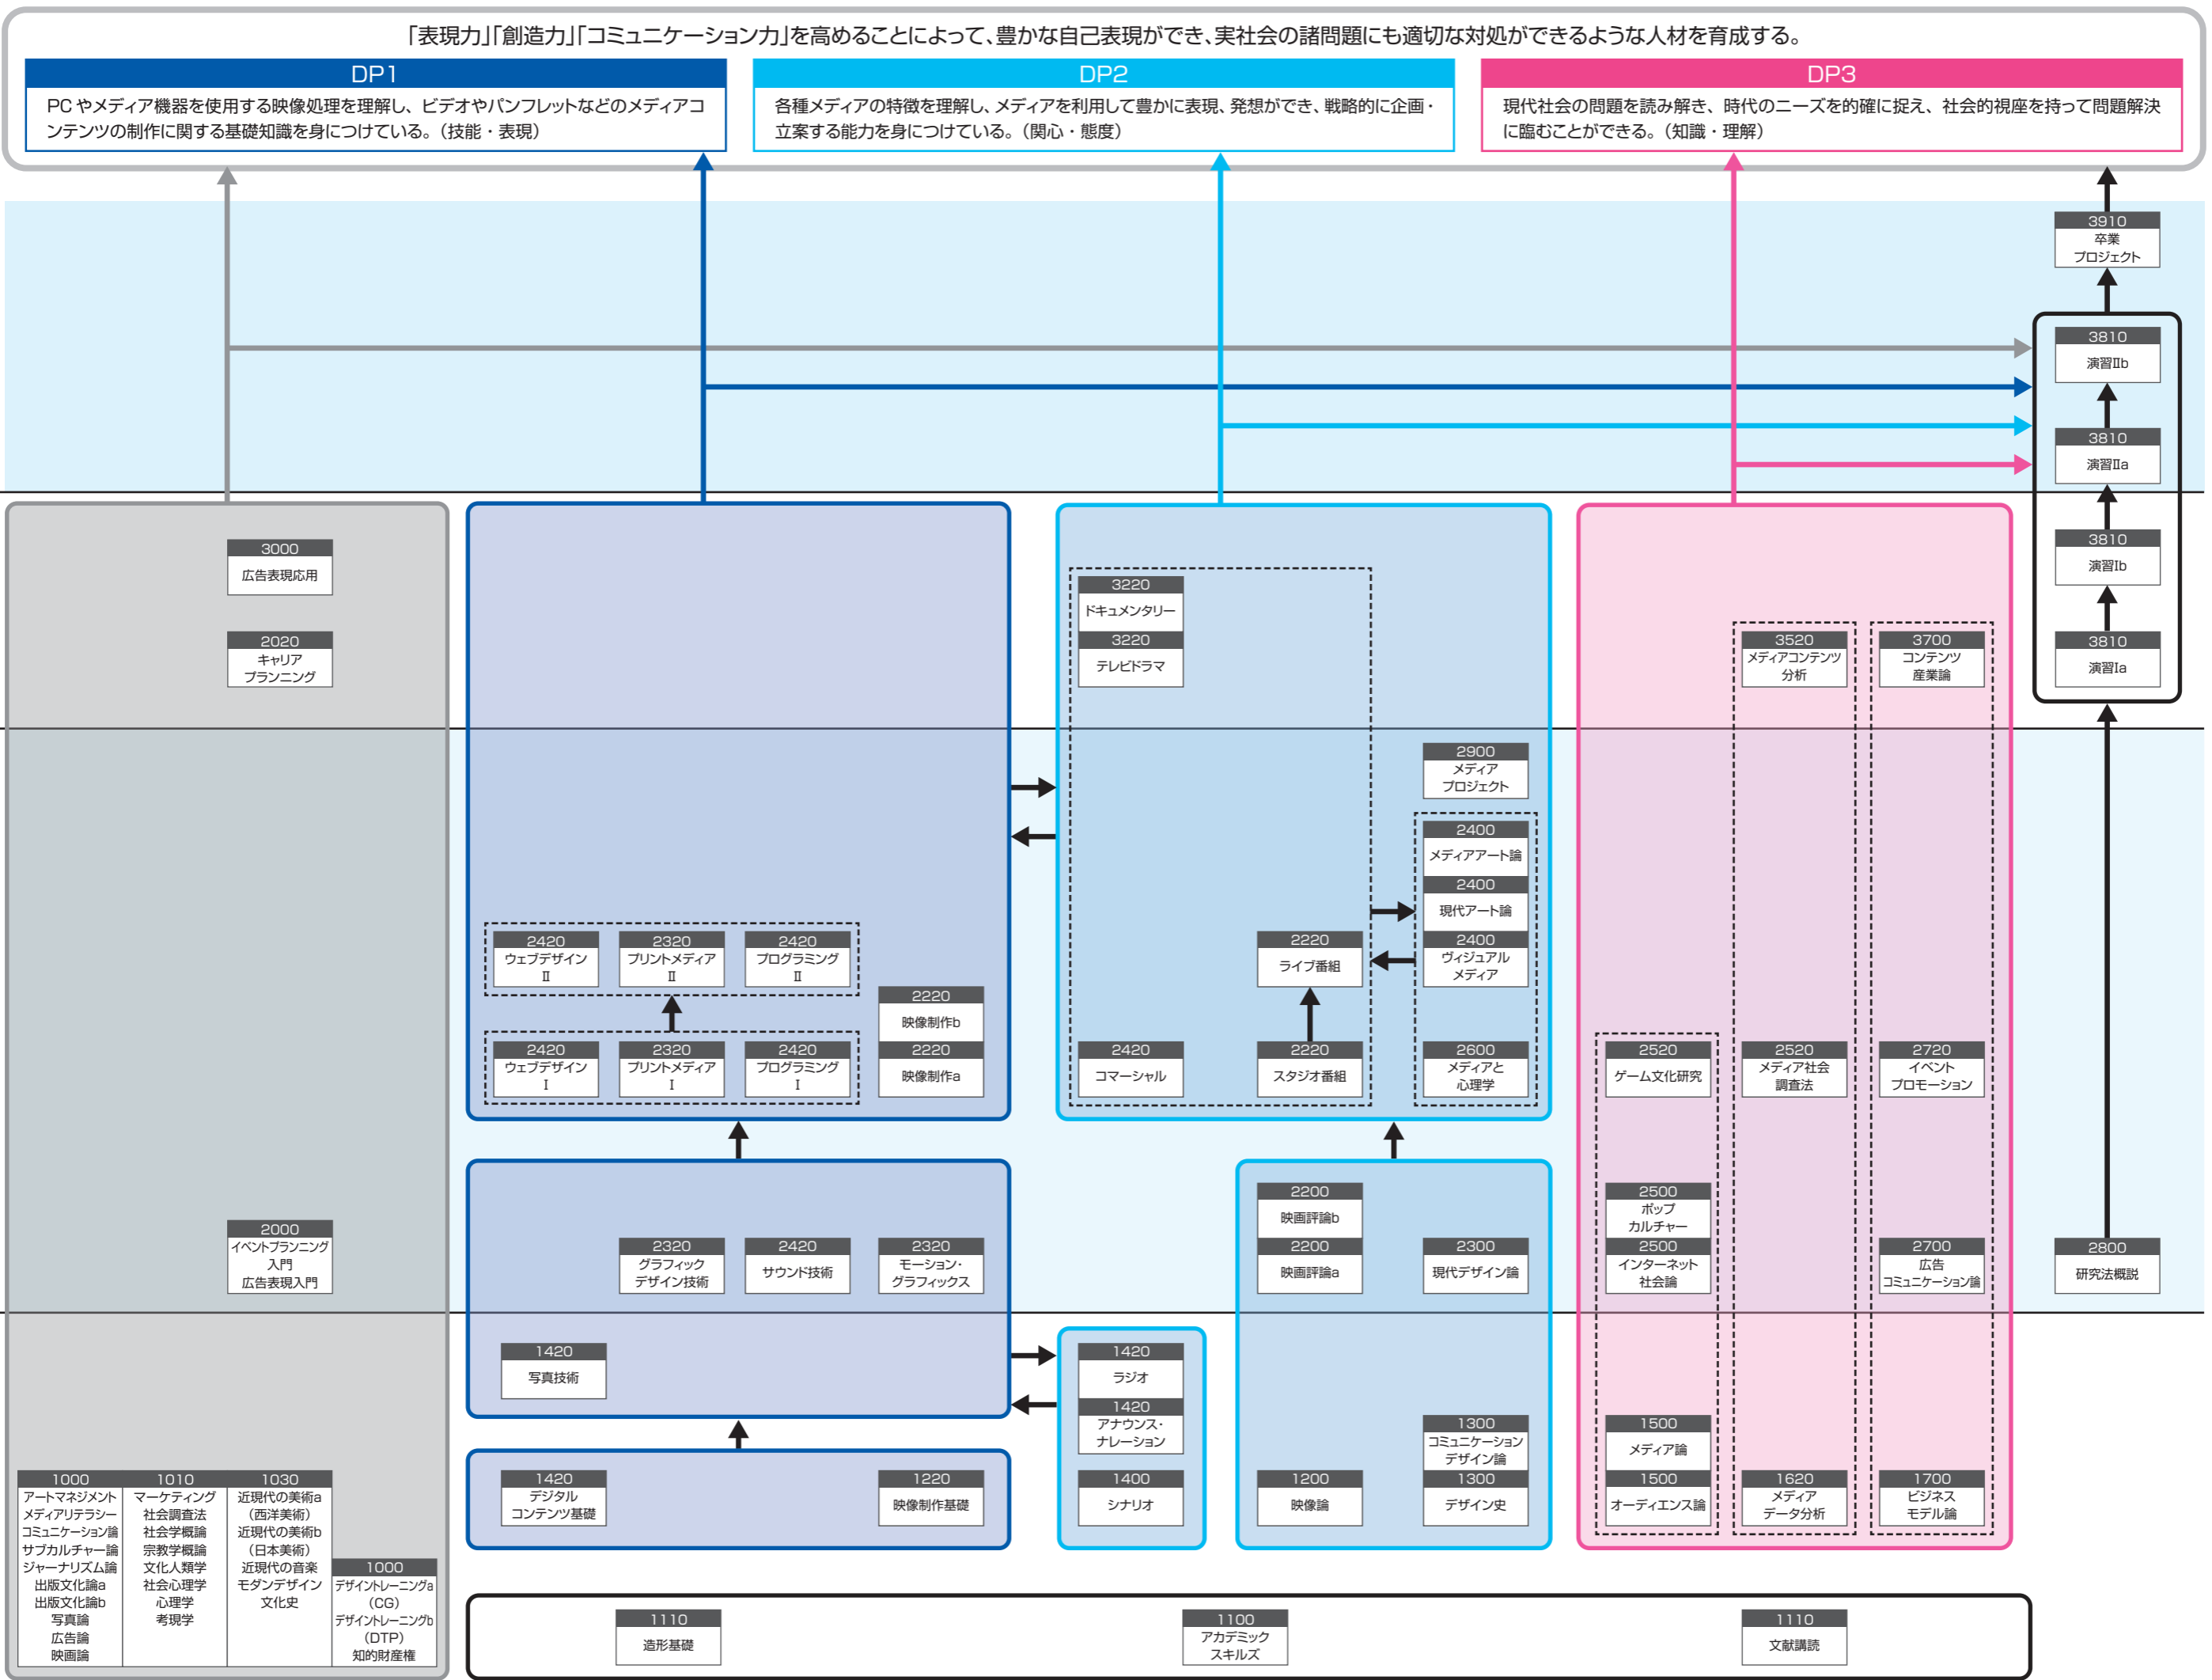 「表現力」「創造力」「コミュニケーション力」を高めることによって、豊かな自己表現ができ、実社会の諸問題にも適切な対処ができるような人材を育成する。
DP1
PC やメディア機器を使用する映像処理を理解し、ビデオやパンフレットなどのメディアコ
ンテンツの制作に関する基礎知識を身につけている。（技能・表現）
DP2
各種メディアの特徴を理解し、メディアを利用して豊かに表現、発想ができ、戦略的に企画・
立案する能力を身につけている。（関心・態度）
DP3
現代社会の問題を読み解き、時代のニーズを的確に捉え、社会的視座を持って問題解決
に臨むことができる。（知識・理解）
3910
卒業
プロジェクト
3810
演習Ⅱb
3810
演習Ⅱa
3810
演習Ⅰb
3810
演習Ⅰa
3000
広告表現応用
2020
キャリア
プランニング
3220
ドキュメンタリー
3220
テレビドラマ
3520
メディアコンテンツ
分析
3700
コンテンツ
産業論
2900
メディア
プロジェクト
2400
メディアアート論
2400
現代アート論
2400
ヴィジュアル
メディア
2420
ウェブデザイン
Ⅱ
2320
プリントメディア
Ⅱ
2420
プログラミング
Ⅱ
2220
映像制作b
2220
ライブ番組
2420
ウェブデザイン
Ⅰ
2320
プリントメディア
Ⅰ
2420
プログラミング
Ⅰ
2220
映像制作a
2420
コマーシャル
2220
スタジオ番組
2600
メディアと
心理学
2520
ゲーム文化研究
2520
メディア社会
調査法
2720
イベント
プロモーション
2000
イベントプランニング
入門
広告表現入門
2320
グラフィック
デザイン技術
2420
サウンド技術
2320
モーション・
グラフィックス
2200
映画評論b
2200
映画評論a
2300
現代デザイン論
2500
ポップ
カルチャー
2500
インターネット
社会論
2700
広告
コミュニケーション論
2800
研究法概説
1420
写真技術
1420
ラジオ
1420
アナウンス・
ナレーション
1400
シナリオ
1300
コミュニケーション
デザイン論
1300
デザイン史
1200
映像論
1500
メディア論
1500
オーディエンス論
1620
メディア
データ分析
1700
ビジネス
モデル論
1420
デジタル
コンテンツ基礎
1220
映像制作基礎
1000
アートマネジメント
メディアリテラシー
コミュニケーション論
サブカルチャー論
ジャーナリズム論
出版文化論a
出版文化論b
写真論
広告論
映画論
1010
マーケティング
社会調査法
社会学概論
宗教学概論
文化人類学
社会心理学
心理学
考現学
1030
近現代の美術a
（西洋美術）
近現代の美術b
（日本美術）
近現代の音楽
モダンデザイン
文化史
1000
デザイントレーニングa
（CG）
デザイントレーニングb
（DTP）
知的財産権
1110
造形基礎
1100
アカデミック
スキルズ
1110
文献講読